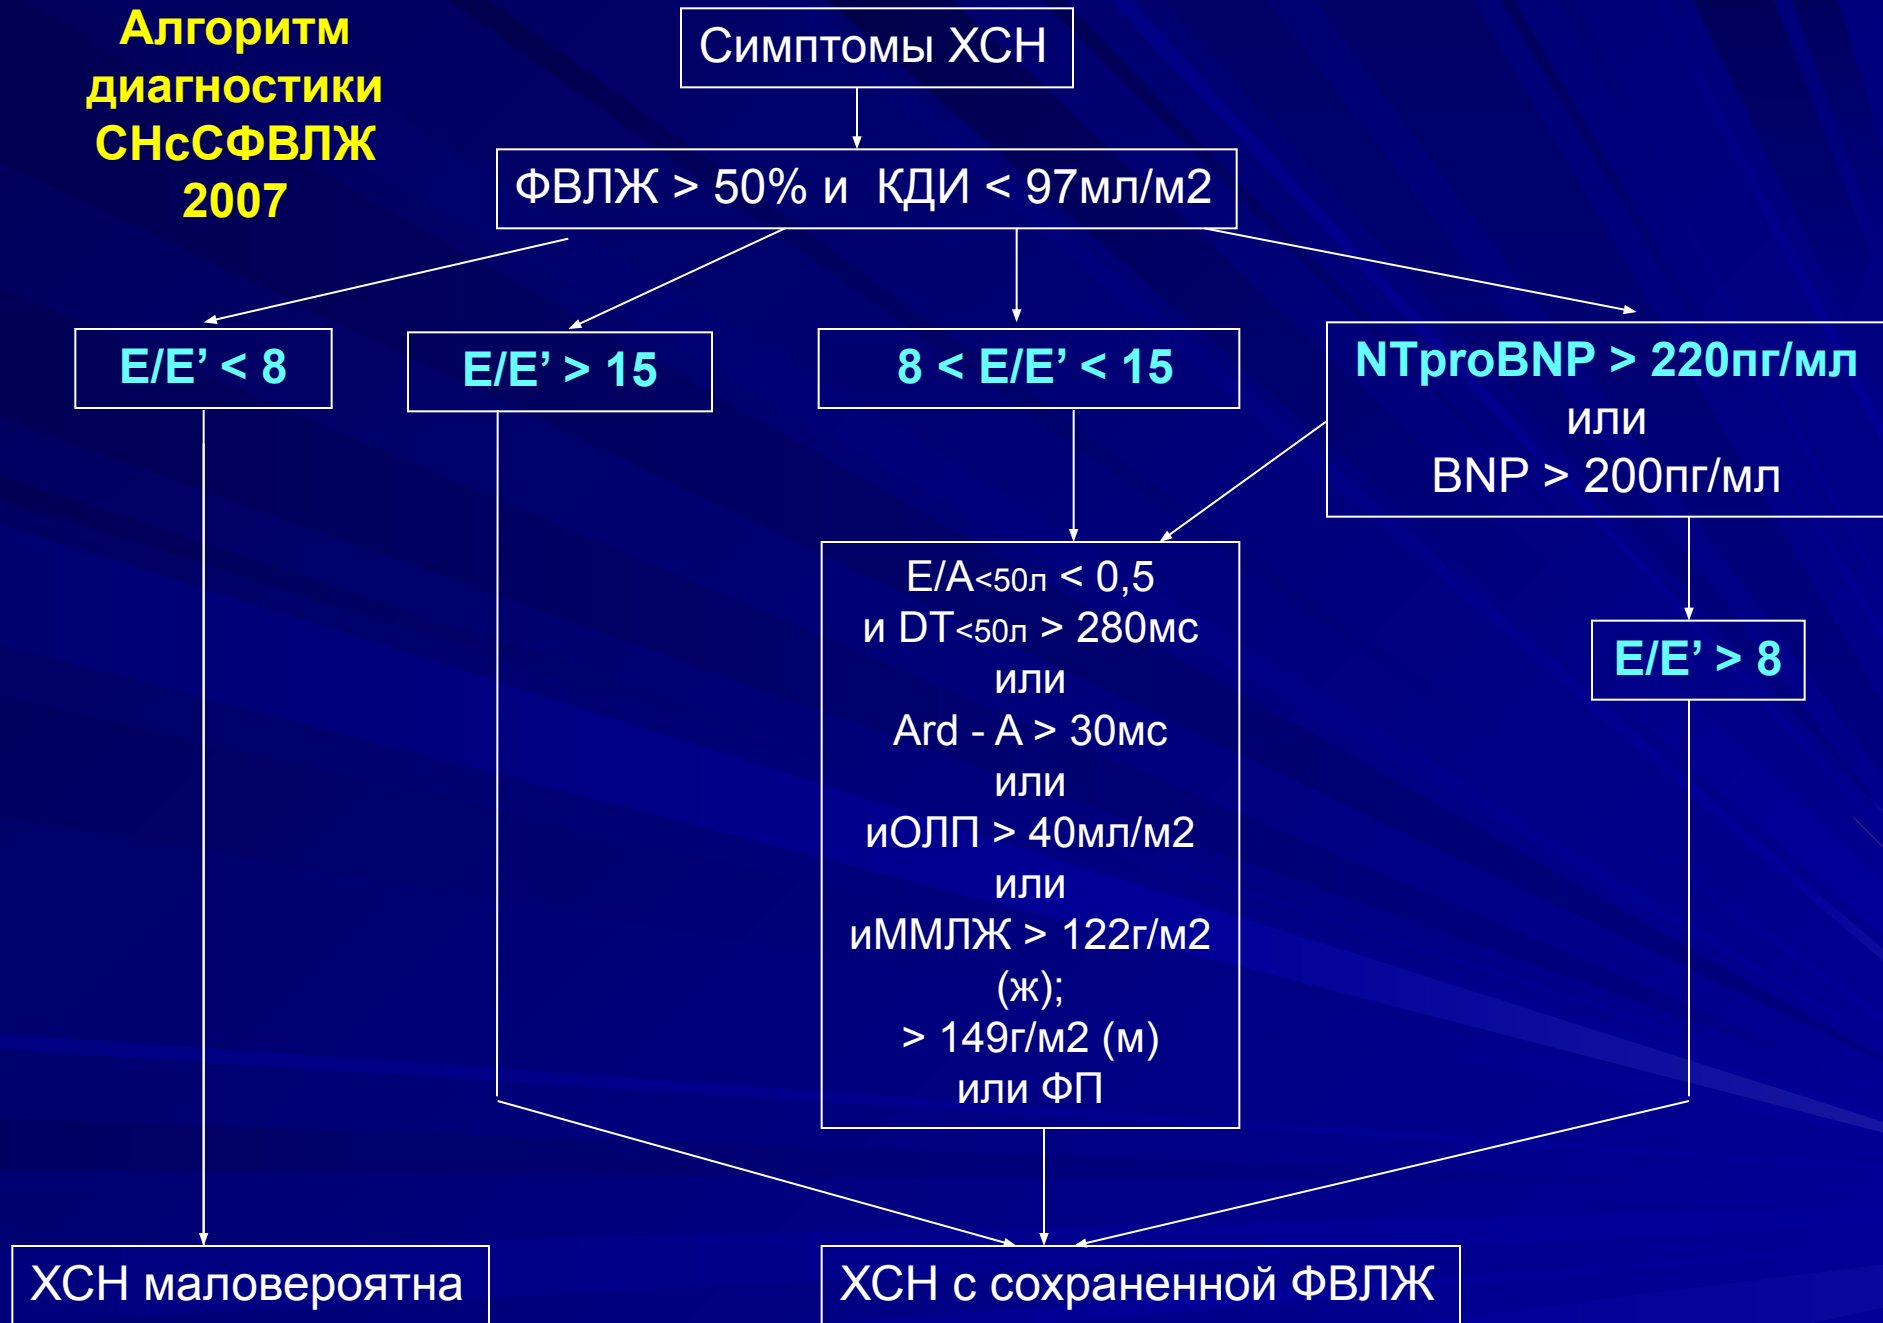 Алгоритм
диагностики
СНсСФВЛЖ
2007
Симптомы ХСН
ФВЛЖ > 50% и КДИ < 97мл/м2
E/E’ < 8
E/E’ > 15
8 < E/E’ < 15
NTproBNP > 220пг/мл
или
BNP > 200пг/мл
E/A<50л < 0,5
и DT<50л > 280мс
или
Ard - A > 30мс
или
иОЛП > 40мл/м2
или
иММЛЖ > 122г/м2
(ж);
> 149г/м2 (м)
или ФП
E/E’ > 8
ХСН маловероятна
ХСН с сохраненной ФВЛЖ